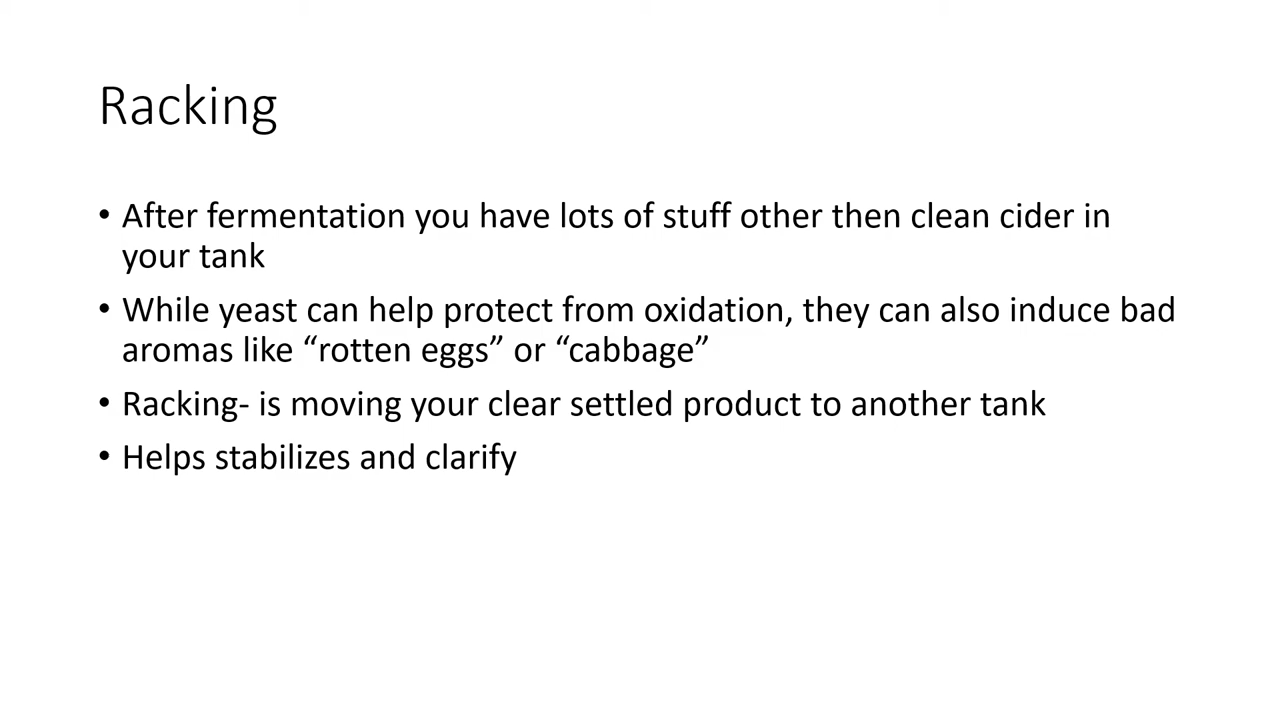 Racking
• After fermentation you have lots of stuff other then clean cider in
your tank
• While yeast can help protect from oxidation, they can also induce bad
aromas like “rotten eggs” or “cabbage”
• Racking- is moving your clear settled product to another tank
• Helps stabilizes and clarify